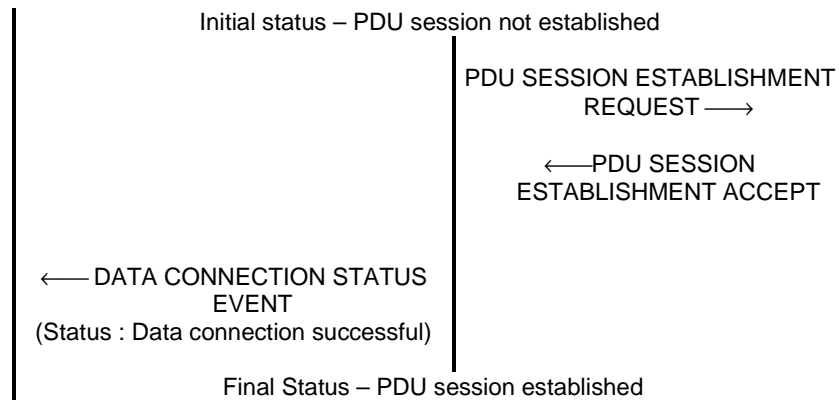 Initial status – PDU session not established
PDU SESSION ESTABLISHMENT
REQUEST ⟶
⟵PDU SESSION
ESTABLISHMENT ACCEPT
⟵ DATA CONNECTION STATUS
EVENT
(Status : Data connection successful)
Final Status – PDU session established